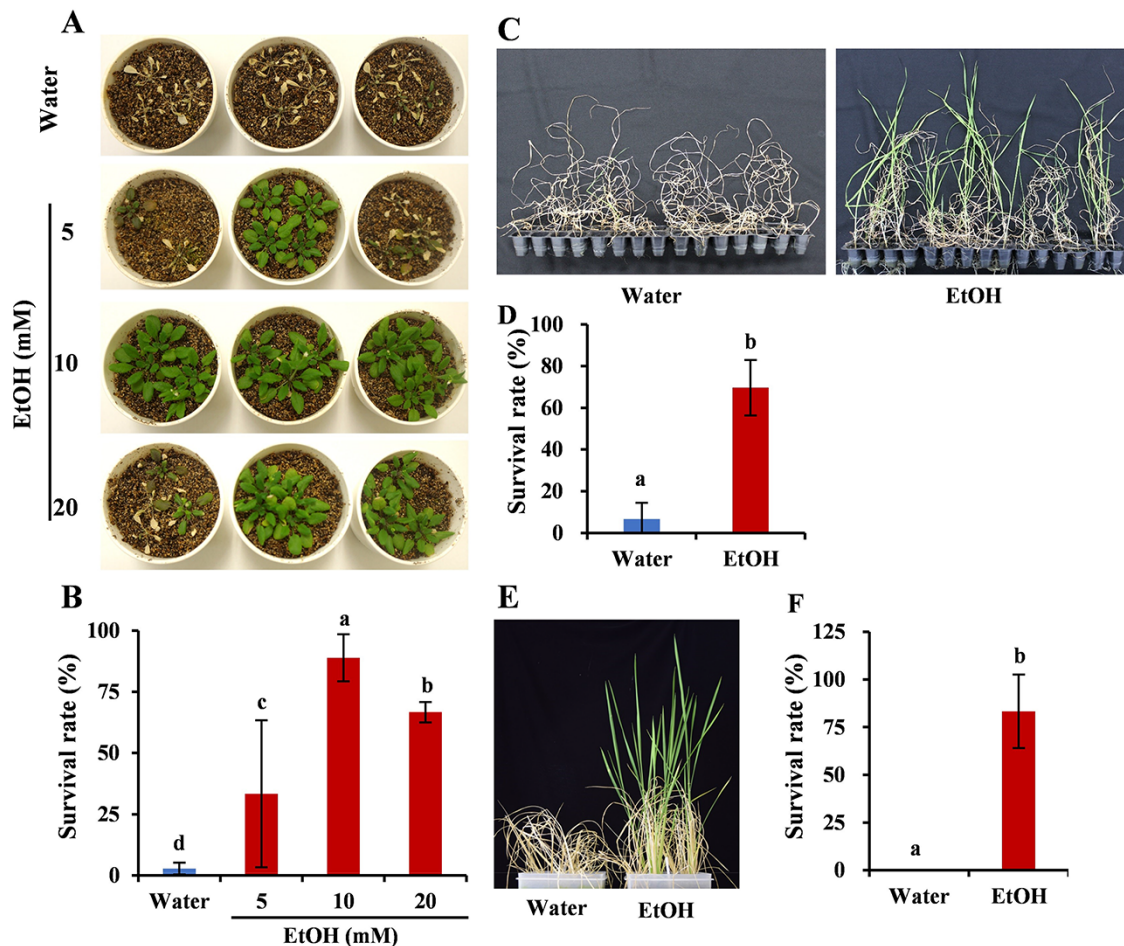 A
Water
5
10
20
EtOH (mM)
B
Survival rate (%)
100
75
50
25
0
d
c
a
b
Water
5
10
20
EtOH (mM)
C
Water
EtOH
D
Survival rate (%)
100
80
60
40
20
0
a
b
Water
EtOH
E
Water
EtOH
F
Survival rate (%)
125
100
75
50
25
0
a
b
Water
EtOH